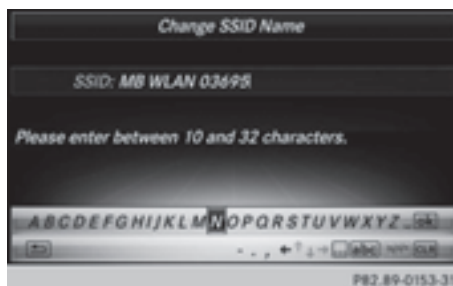 Change SSID Name
SSID: MB WLAN 03695
Please enter between 10 and 32 characters.
A B C D E F G H I J K L M N O P Q R S T U V W X Y Z _ ok
- . , ← ↑ ↓ → abc CLR
P82.89-0153-31